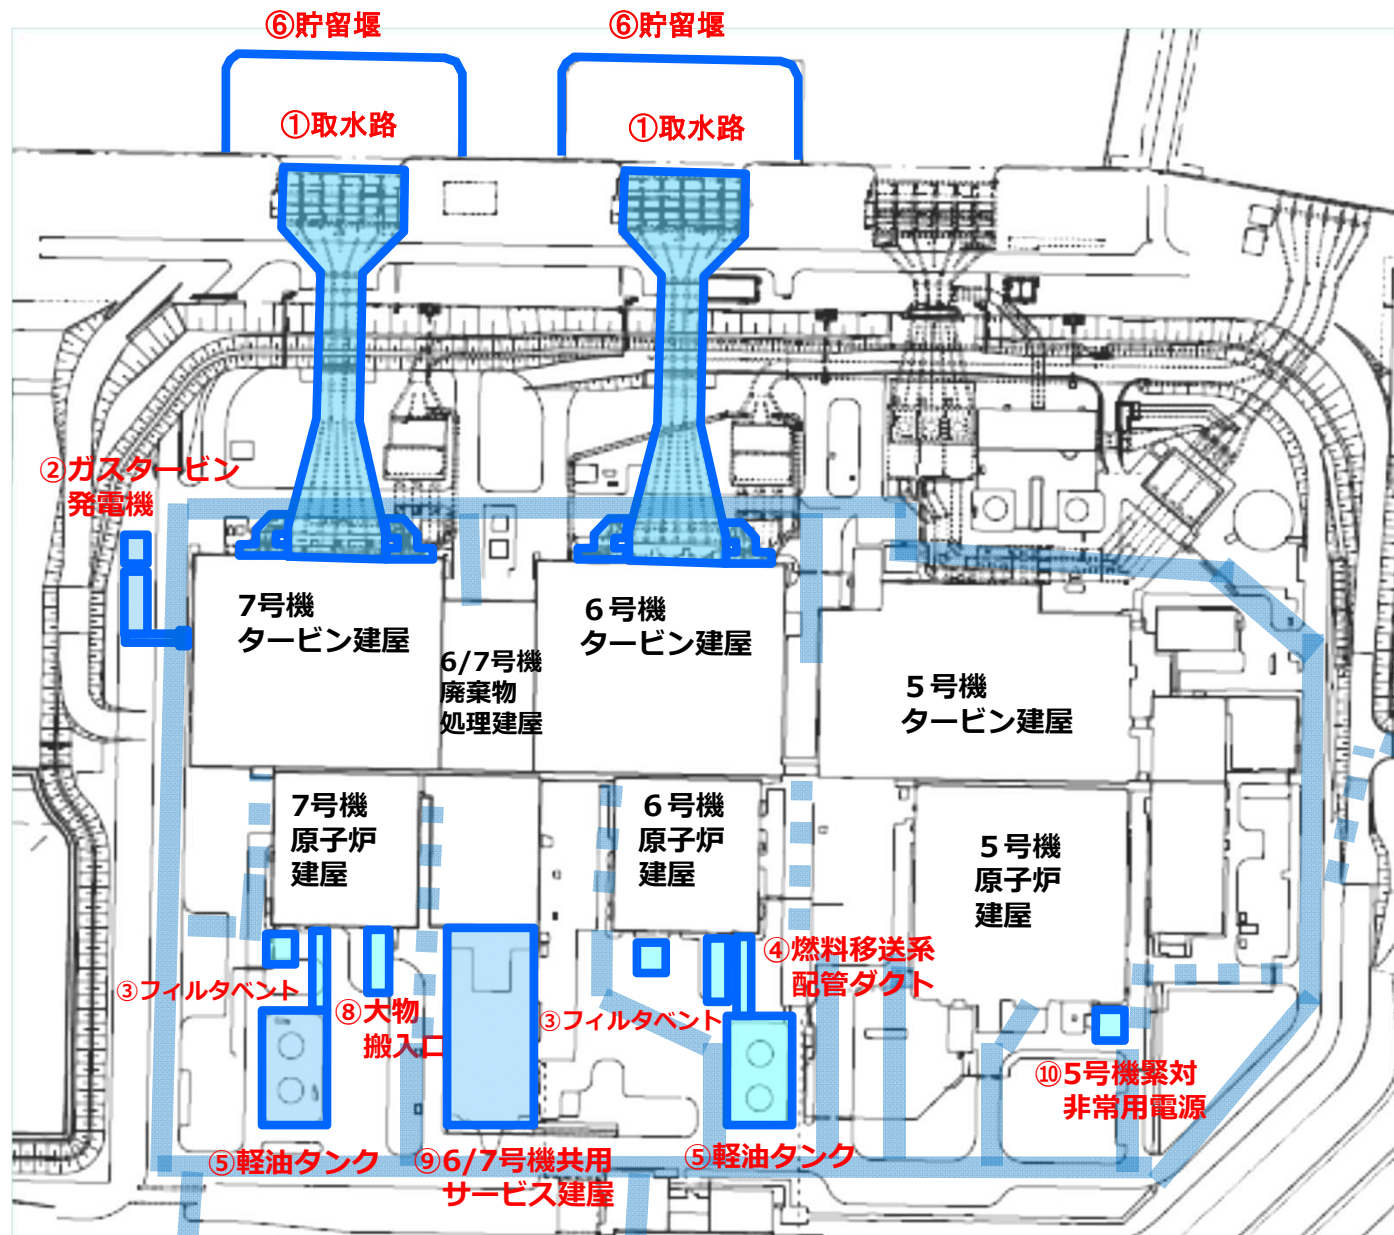 ⑥貯留堰
⑥貯留堰
①取水路
①取水路
②ガスタービン
発電機
7号機
タービン建屋
6/7号機
廃棄物
処理建屋
６号機
タービン建屋
５号機
タービン建屋
7号機
原子炉
建屋
６号機
原子炉
建屋
５号機
原子炉
建屋
③フィルタベント
⑧大物
搬入口
③フィルタベント
④燃料移送系
配管ダクト
⑩5号機緊対
非常用電源
⑤軽油タンク
⑨6/7号機共用
サービス建屋
⑤軽油タンク